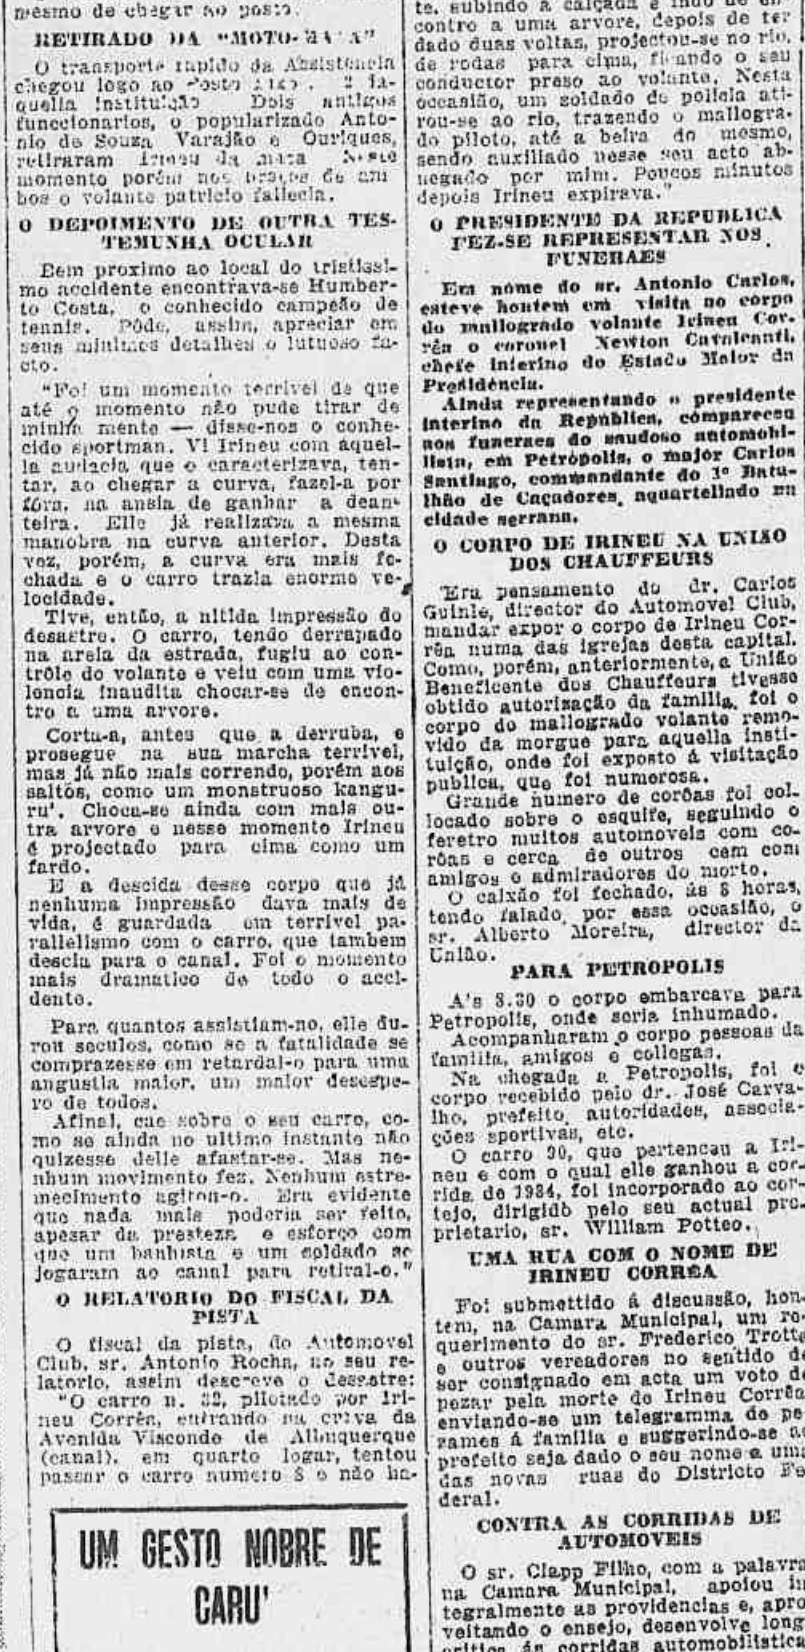 mesmo de chegar ao posto.
RETIRADO DA "MOTO-
O transporte rapido da Assistencia
chegou logo ao Posto
quella instituição Dois antigos
funccionarios, o popularizado Anto-
nio de Souza Varajão e Ouriques,
retiraram Irineu da
momento porém nos braços de am
bos o volante patricio fallecia.
O DEPOIMENTO DE OUTRA TES-
TEMUNHA OCULAR
Bem proximo ao local do tristissi-
mo accidente encontrava-se Humber-
to Costa, o conhecido campeão de
tennis. Pôde, assim, apreciar em
seus minimos detalhes o lutuoso fa-
cto.
"Foi um momento terrivel de que
até o momento não pude tirar de
minha mente — disse-nos o conhe-
cido sportman. Vi Irineu com aquel-
la audacia que o caracterizava, ten-
tar, ao chegar a curva, fazel-a por
fóra, na ansia de ganhar a dean-
teira. Elle já realizava a mesma
manobra na curva anterior. Desta
vez, porém, a curva era mais fe-
chada e o carro trazia enorme ve-
locidade.
Tive, então, a nitida impressão do
desastre. O carro, tendo derrapado
na areia da estrada, fugiu ao con-
trôle do volante e veiu com uma vio-
lencia inaudita chocar-se de encon-
tro a uma arvore.
Corta-a, antes que a derruba, e
prosegue na sua marcha terrivel,
mas já não mais correndo, porém aos
saltos, como um monstruoso kangu-
ru'. Choca-se ainda com mais ou-
tra arvore e nesse momento Irineu
é projectado para cima como um
fardo.
E a descida desse corpo que já
nenhuma impressão dava mais de
vida, é guardada em terrivel pa-
rallelismo com o carro, que tambem
descia para o canal. Foi o momento
mais dramatico de todo o acci-
dente.
Para quantos assistiam-no, elle du-
rou seculos, como se a fatalidade se
comprazesse em retardal-o para uma
angustia maior, um maior desespe-
ro de todos.
Afinal, cae sobre o seu carro, co-
mo se ainda no ultimo instante não
quizesse delle afastar-se. Mas ne-
nhum movimento fez. Nenhum estre-
mecimento agitou-o. Era evidente
que nada mais poderia ser feito,
apesar da presteza e esforço com
que um banhista e um soldado se
jogaram ao canal para retiral-o."
O RELATORIO DO FISCAL DA
PISTA
O fiscal da pista, do Automovel
Club, sr. Antonio Rocha, no seu re-
latorio, assim descreve o desastre:
"O carro n. 32, pilotado por Iri-
neu Corrêa, entrando na curva da
Avenida Visconde de Albuquerque
(canal), em quarto logar, tentou
passar o carro numero 8 e não ha-
UM GESTO NOBRE DE
CARU'
te, subindo a calçada e indo de en-
contro a uma arvore, depois de ter
dado duas voltas, projectou-se no rio,
de rodas para cima, ficando o seu
conductor preso ao volante. Nesta
occasião, um soldado de policia ati-
rou-se ao rio, trazendo o mallogra-
do piloto, até a beira do mesmo,
sendo auxiliado nesse seu acto ab-
negado por mim. Poucos minutos
depois Irineu expirava."
O PRESIDENTE DA REPUBLICA
FEZ-SE REPRESENTAR NOS
FUNERAES
Em nome do sr. Antonio Carlos,
esteve hontem em visita ao corpo
do mallogrado volante Irineu Cor-
rêa o coronel Newton Cavalcanti,
chefe interino do Estado Maior da
Presidencia.
Ainda representando o presidente
interino da Republica, compareceu
aos funeraes do saudoso automobi-
lista, em Petrópolis, o major Carlos
Santiago, commandante do 1º Bata-
lhão de Caçadores, aquartellado na
cidade serrana.
O CORPO DE IRINEU NA UNIÃO
DOS CHAUFFEURS
Era pensamento do dr. Carlos
Guinle, director do Automovel Club,
mandar expor o corpo de Irineu Cor-
rêa numa das igrejas desta capital.
Como, porém, anteriormente, a União
Beneficente dos Chauffeurs tivesse
obtido autorização da familia, foi o
corpo do mallogrado volante remo-
vido da morgue para aquella insti-
tuição, onde foi exposto á visitação
publica, que foi numerosa.
Grande numero de corôas foi col-
locado sobre o esquife, seguindo o
feretro muitos automoveis com co-
rôas e cerca de outros cem com
amigos e admiradores do morto.
O caixão foi fechado, ás 8 horas,
tendo falado, por essa occasião, o
sr. Alberto Moreira, director da
União.
PARA PETROPOLIS
A's 8.30 o corpo embarcava para
Petropolis, onde seria inhumado.
Acompanharam o corpo pessoas da
familia, amigos e collegas.
Na chegada a Petropolis, foi o
corpo recebido pelo dr. José Carva-
lho, prefeito, autoridades, associa-
ções sportivas, etc.
O carro 90, que pertenceu a Iri-
neu e com o qual elle ganhou a cor-
rida de 1934, foi incorporado ao cor-
tejo, dirigido pelo seu actual pro-
prietario, sr. William Potteo.
UMA RUA COM O NOME DE
IRINEU CORREA
Foi submettido á discussão, hon-
tem, na Camara Municipal, um re-
querimento do sr. Frederico Trotta
e outros vereadores no sentido de
ser consignado em acta um voto de
pezar pela morte de Irineu Corrêa
enviando-se um telegramma de pe-
zames á familia e suggerindo-se ao
prefeito seja dado o seu nome a uma
das novas ruas do Districto Fe
deral.
CONTRA AS CORRIDAS DE
AUTOMOVEIS
O sr. Clapp Filho, com a palavra
na Camara Municipal, apoiou in
tegralmente as providencias e, apro
veitando o ensejo, desenvolve long
critica ás corridas automobilistica